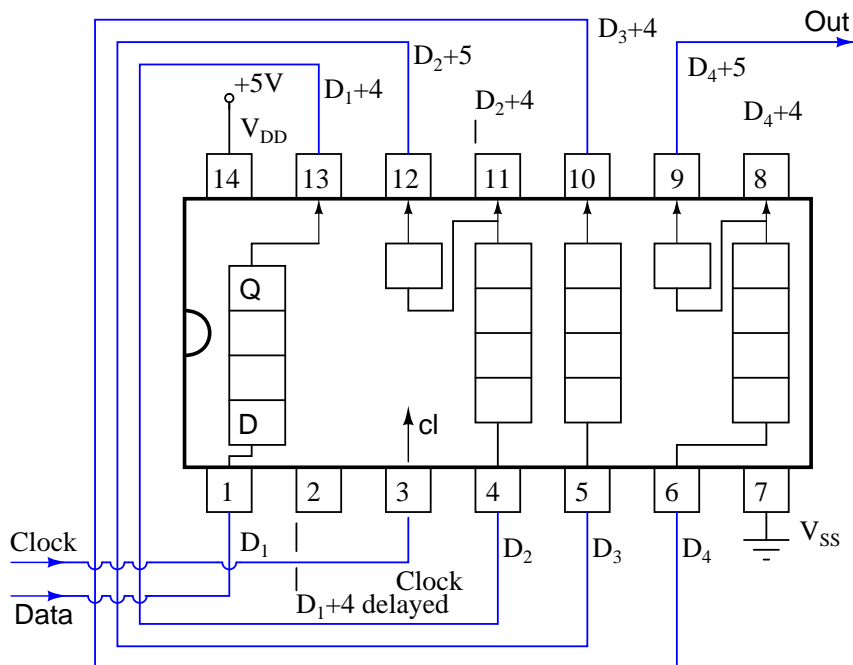 Out
D₃+4
D₂+5
D₄+5
+5V
D₁+4
D₂+4
D₄+4
V_DD
14
13
12
11
10
9
8
Q
D
cl
1
2
3
4
5
6
7
Clock
D₁
D₂
D₃
D₄
V_SS
Clock
Data
D₁+4 delayed